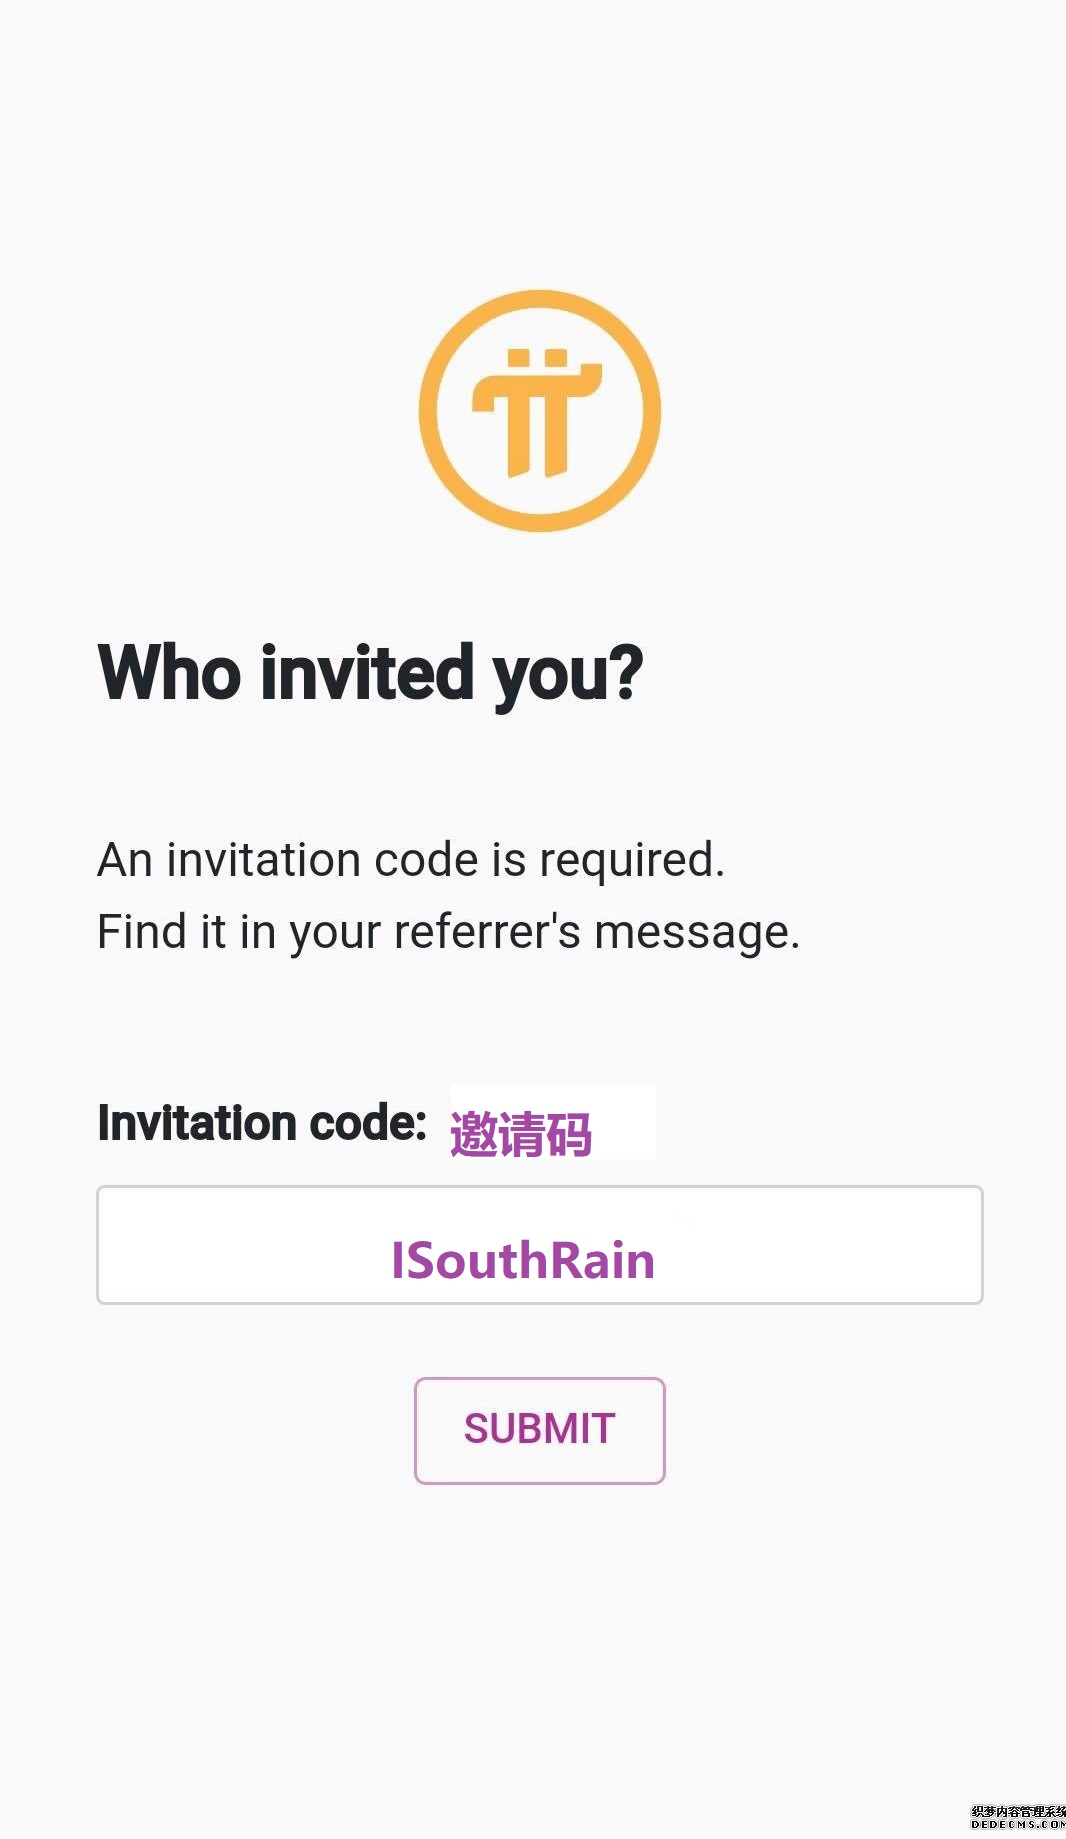 Who invited you?
An invitation code is required.
Find it in your referrer's message.
Invitation code: 邀请码
ISouthRain
SUBMIT
织梦内容管理系统
DEDECMS.COM